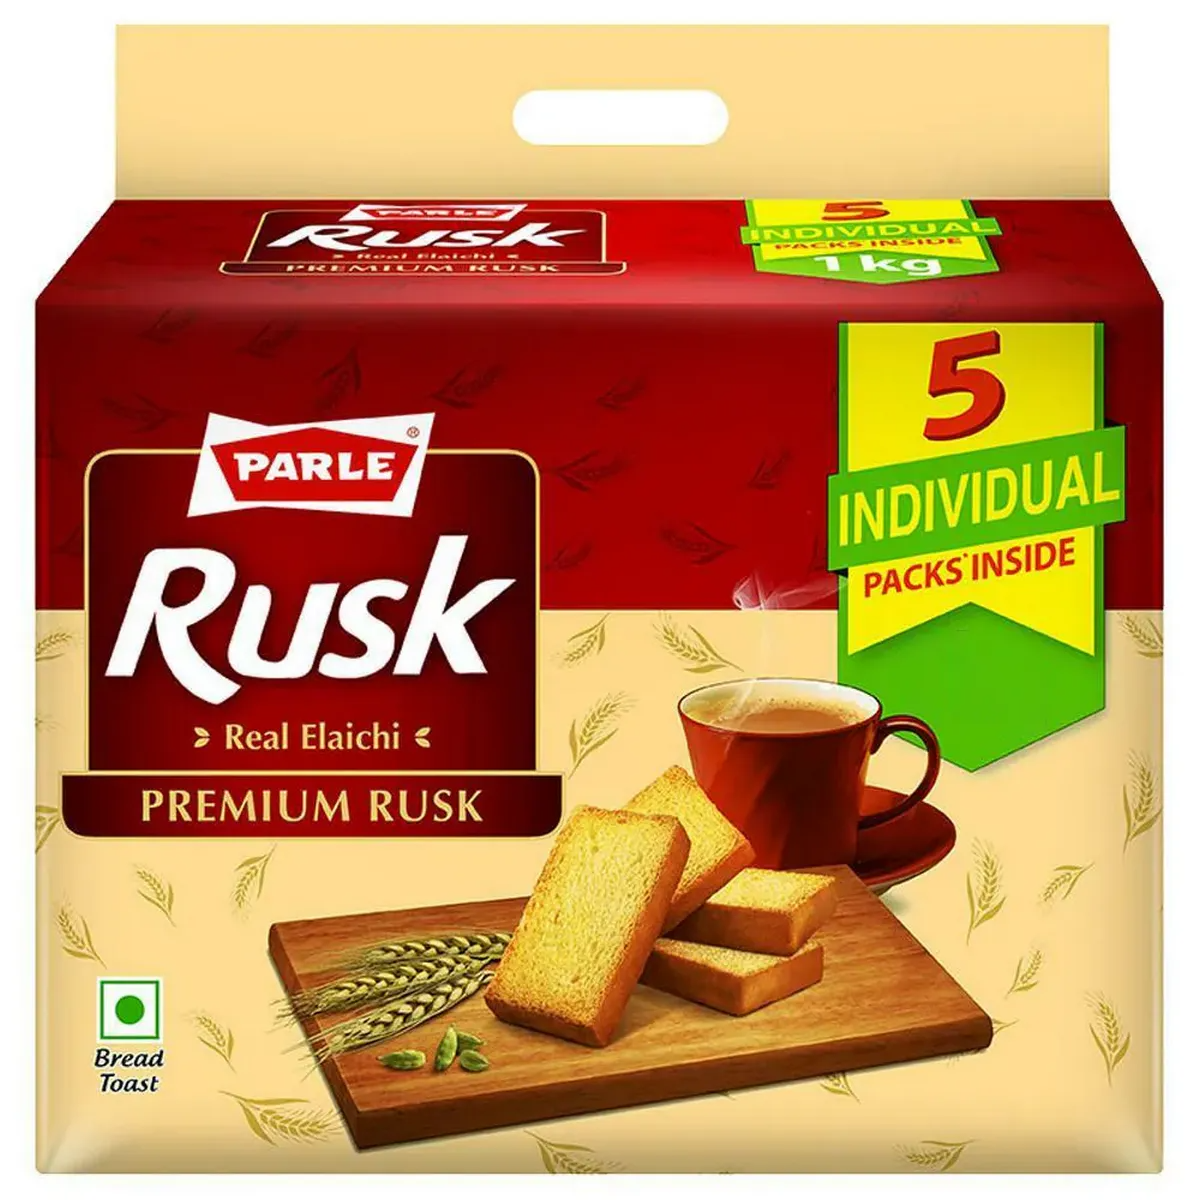 PARLE
Rusk
Real Elaichi
PREMIUM RUSK
5
INDIVIDUAL
PACKS INSIDE
1 kg
PARLE®
Rusk
Real Elaichi
PREMIUM RUSK
5
INDIVIDUAL
PACKS* INSIDE
Bread
Toast